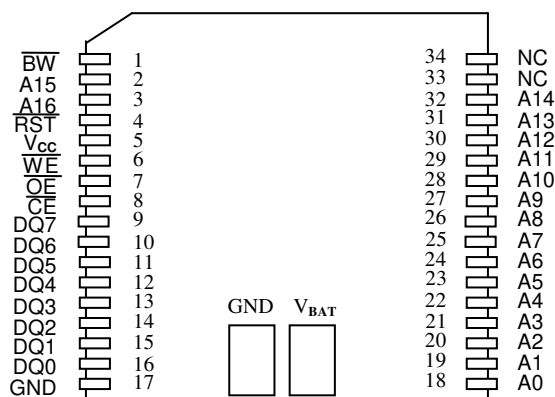 BW 1 34 NC
A15 2 33 NC
A16 3 32 A14
RST 4 31 A13
Vcc 5 30 A12
WE 6 29 A11
OE 7 28 A10
CE 8 27 A9
DQ7 9 26 A8
DQ6 10 25 A7
DQ5 11 24 A6
DQ4 12 23 A5
DQ3 13 22 A4
DQ2 14 21 A3
DQ1 15 20 A2
DQ0 16 19 A1
GND 17 18 A0
GND VBAT